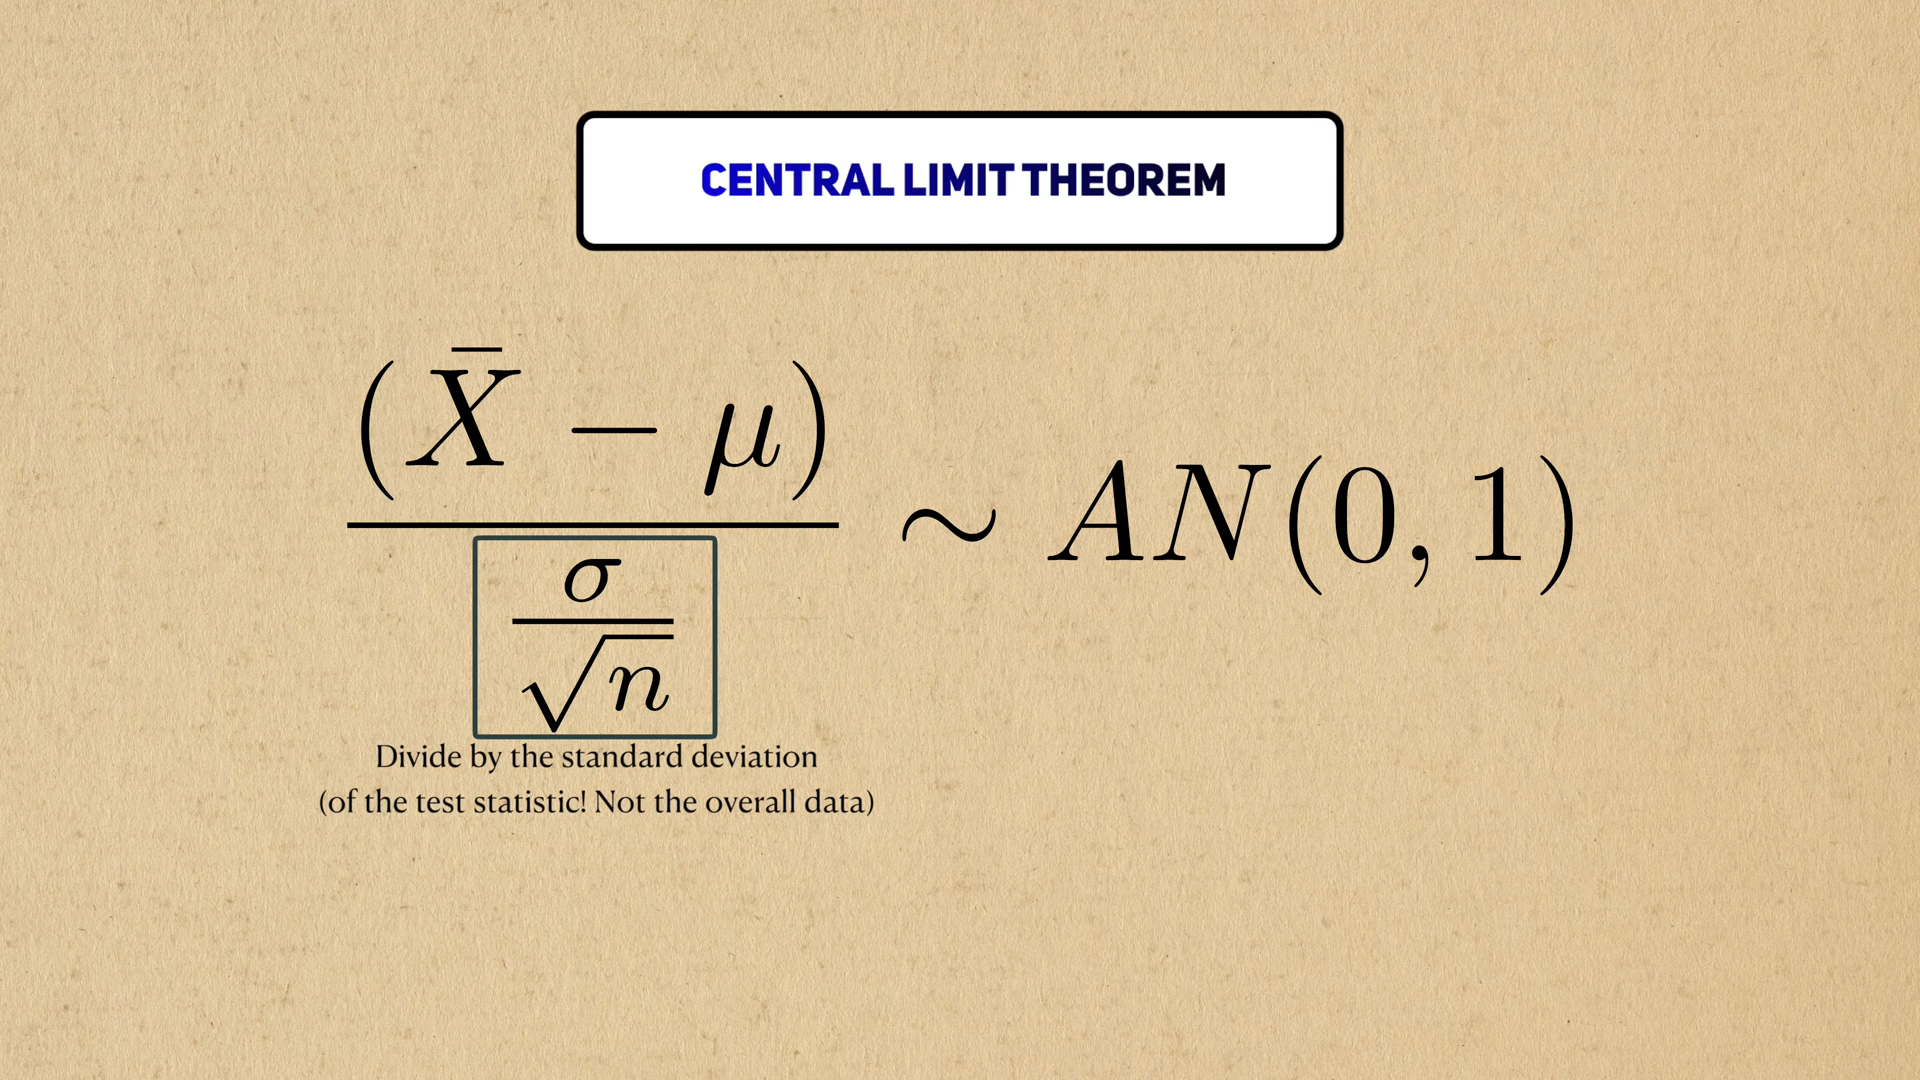 CENTRAL LIMIT THEOREM
(X̄ − μ)
σ
√n
∼ AN(0, 1)
Divide by the standard deviation
(of the test statistic! Not the overall data)